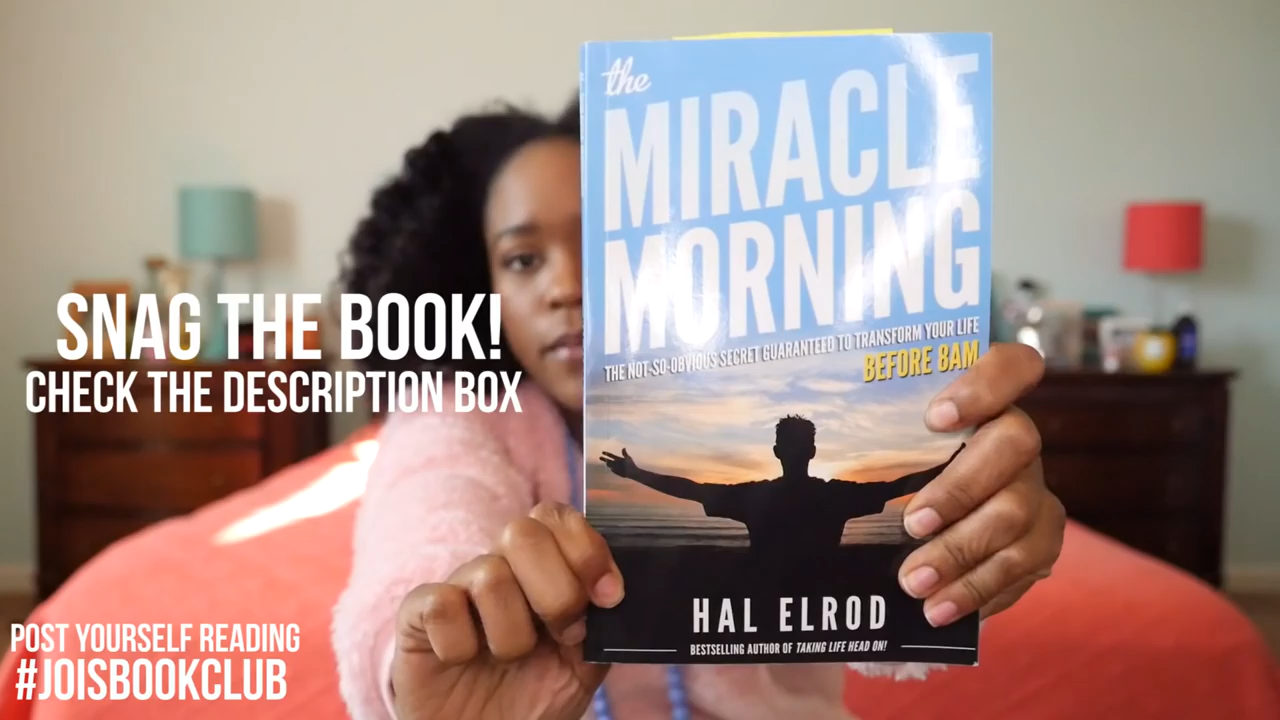 SNAG THE BOOK!
CHECK THE DESCRIPTION BOX
POST YOURSELF READING
#JOISBOOKCLUB
the
MIRACLE
MORNING
THE NOT-SO-OBVIOUS SECRET GUARANTEED TO TRANSFORM YOUR LIFE
BEFORE 8AM
HAL ELROD
BESTSELLING AUTHOR OF TAKING LIFE HEAD ON!